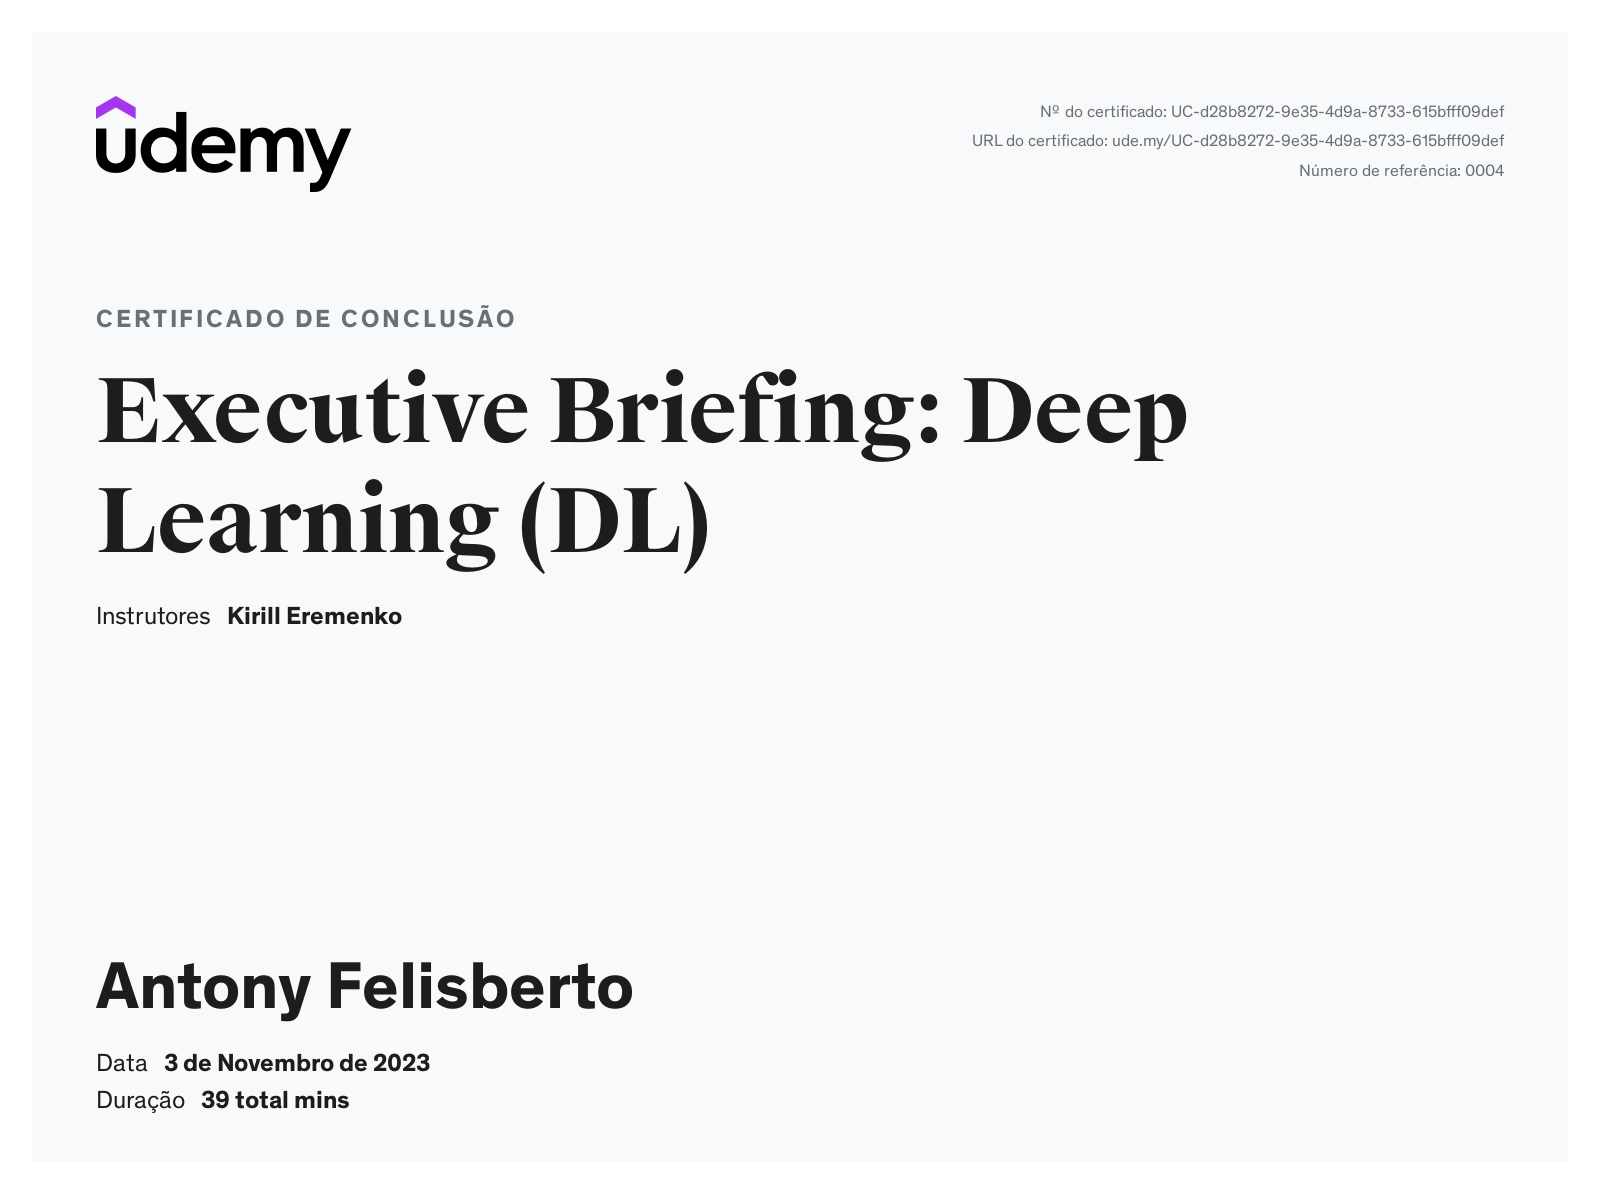 udemy
Nº do certificado: UC-d28b8272-9e35-4d9a-8733-615bfff09def
URL do certificado: ude.my/UC-d28b8272-9e35-4d9a-8733-615bfff09def
Número de referência: 0004
CERTIFICADO DE CONCLUSÃO
Executive Briefing: Deep
Learning (DL)
Instrutores Kirill Eremenko
Antony Felisberto
Data 3 de Novembro de 2023
Duração 39 total mins